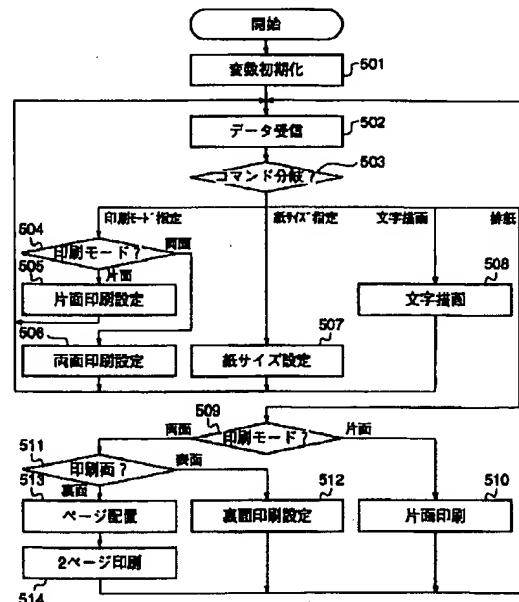 開始
変数初期化
501
データ受信
502
コマンド分岐?
503
印刷モード指定
紙サイズ指定
文字描画
排紙
504
印刷モード?
両面
片面
505
片面印刷設定
506
両面印刷設定
507
紙サイズ設定
508
文字描画
509
印刷モード?
両面
片面
511
印刷面?
表面
裏面
513
ページ配置
512
裏面印刷設定
510
片面印刷
2ページ印刷
514